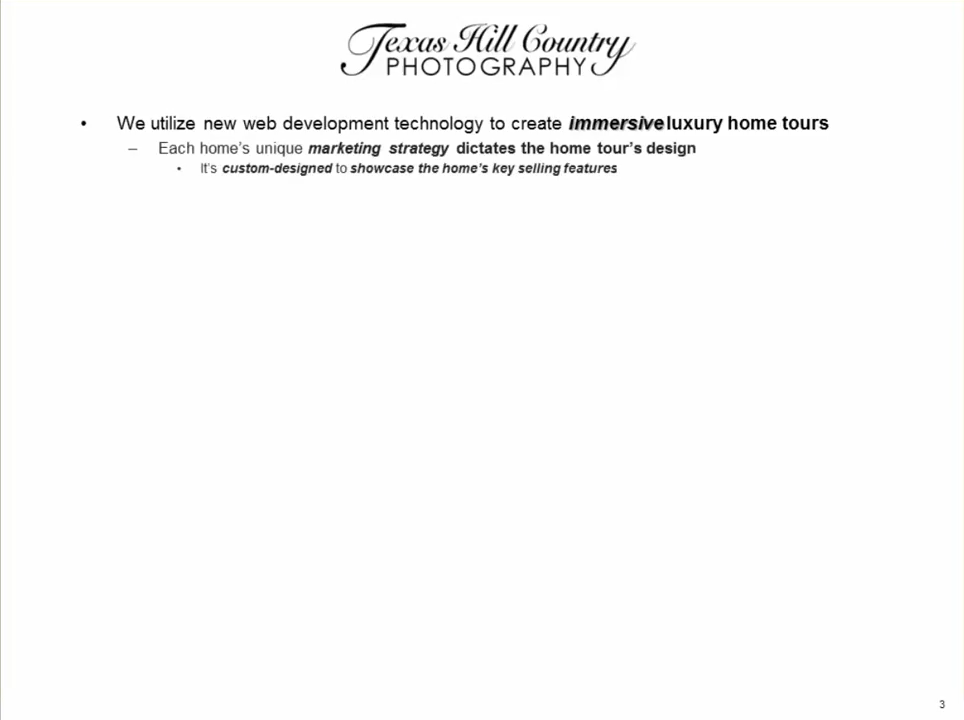 Texas Hill Country
PHOTOGRAPHY
• We utilize new web development technology to create immersive luxury home tours
– Each home’s unique marketing strategy dictates the home tour’s design
• It’s custom-designed to showcase the home’s key selling features
3